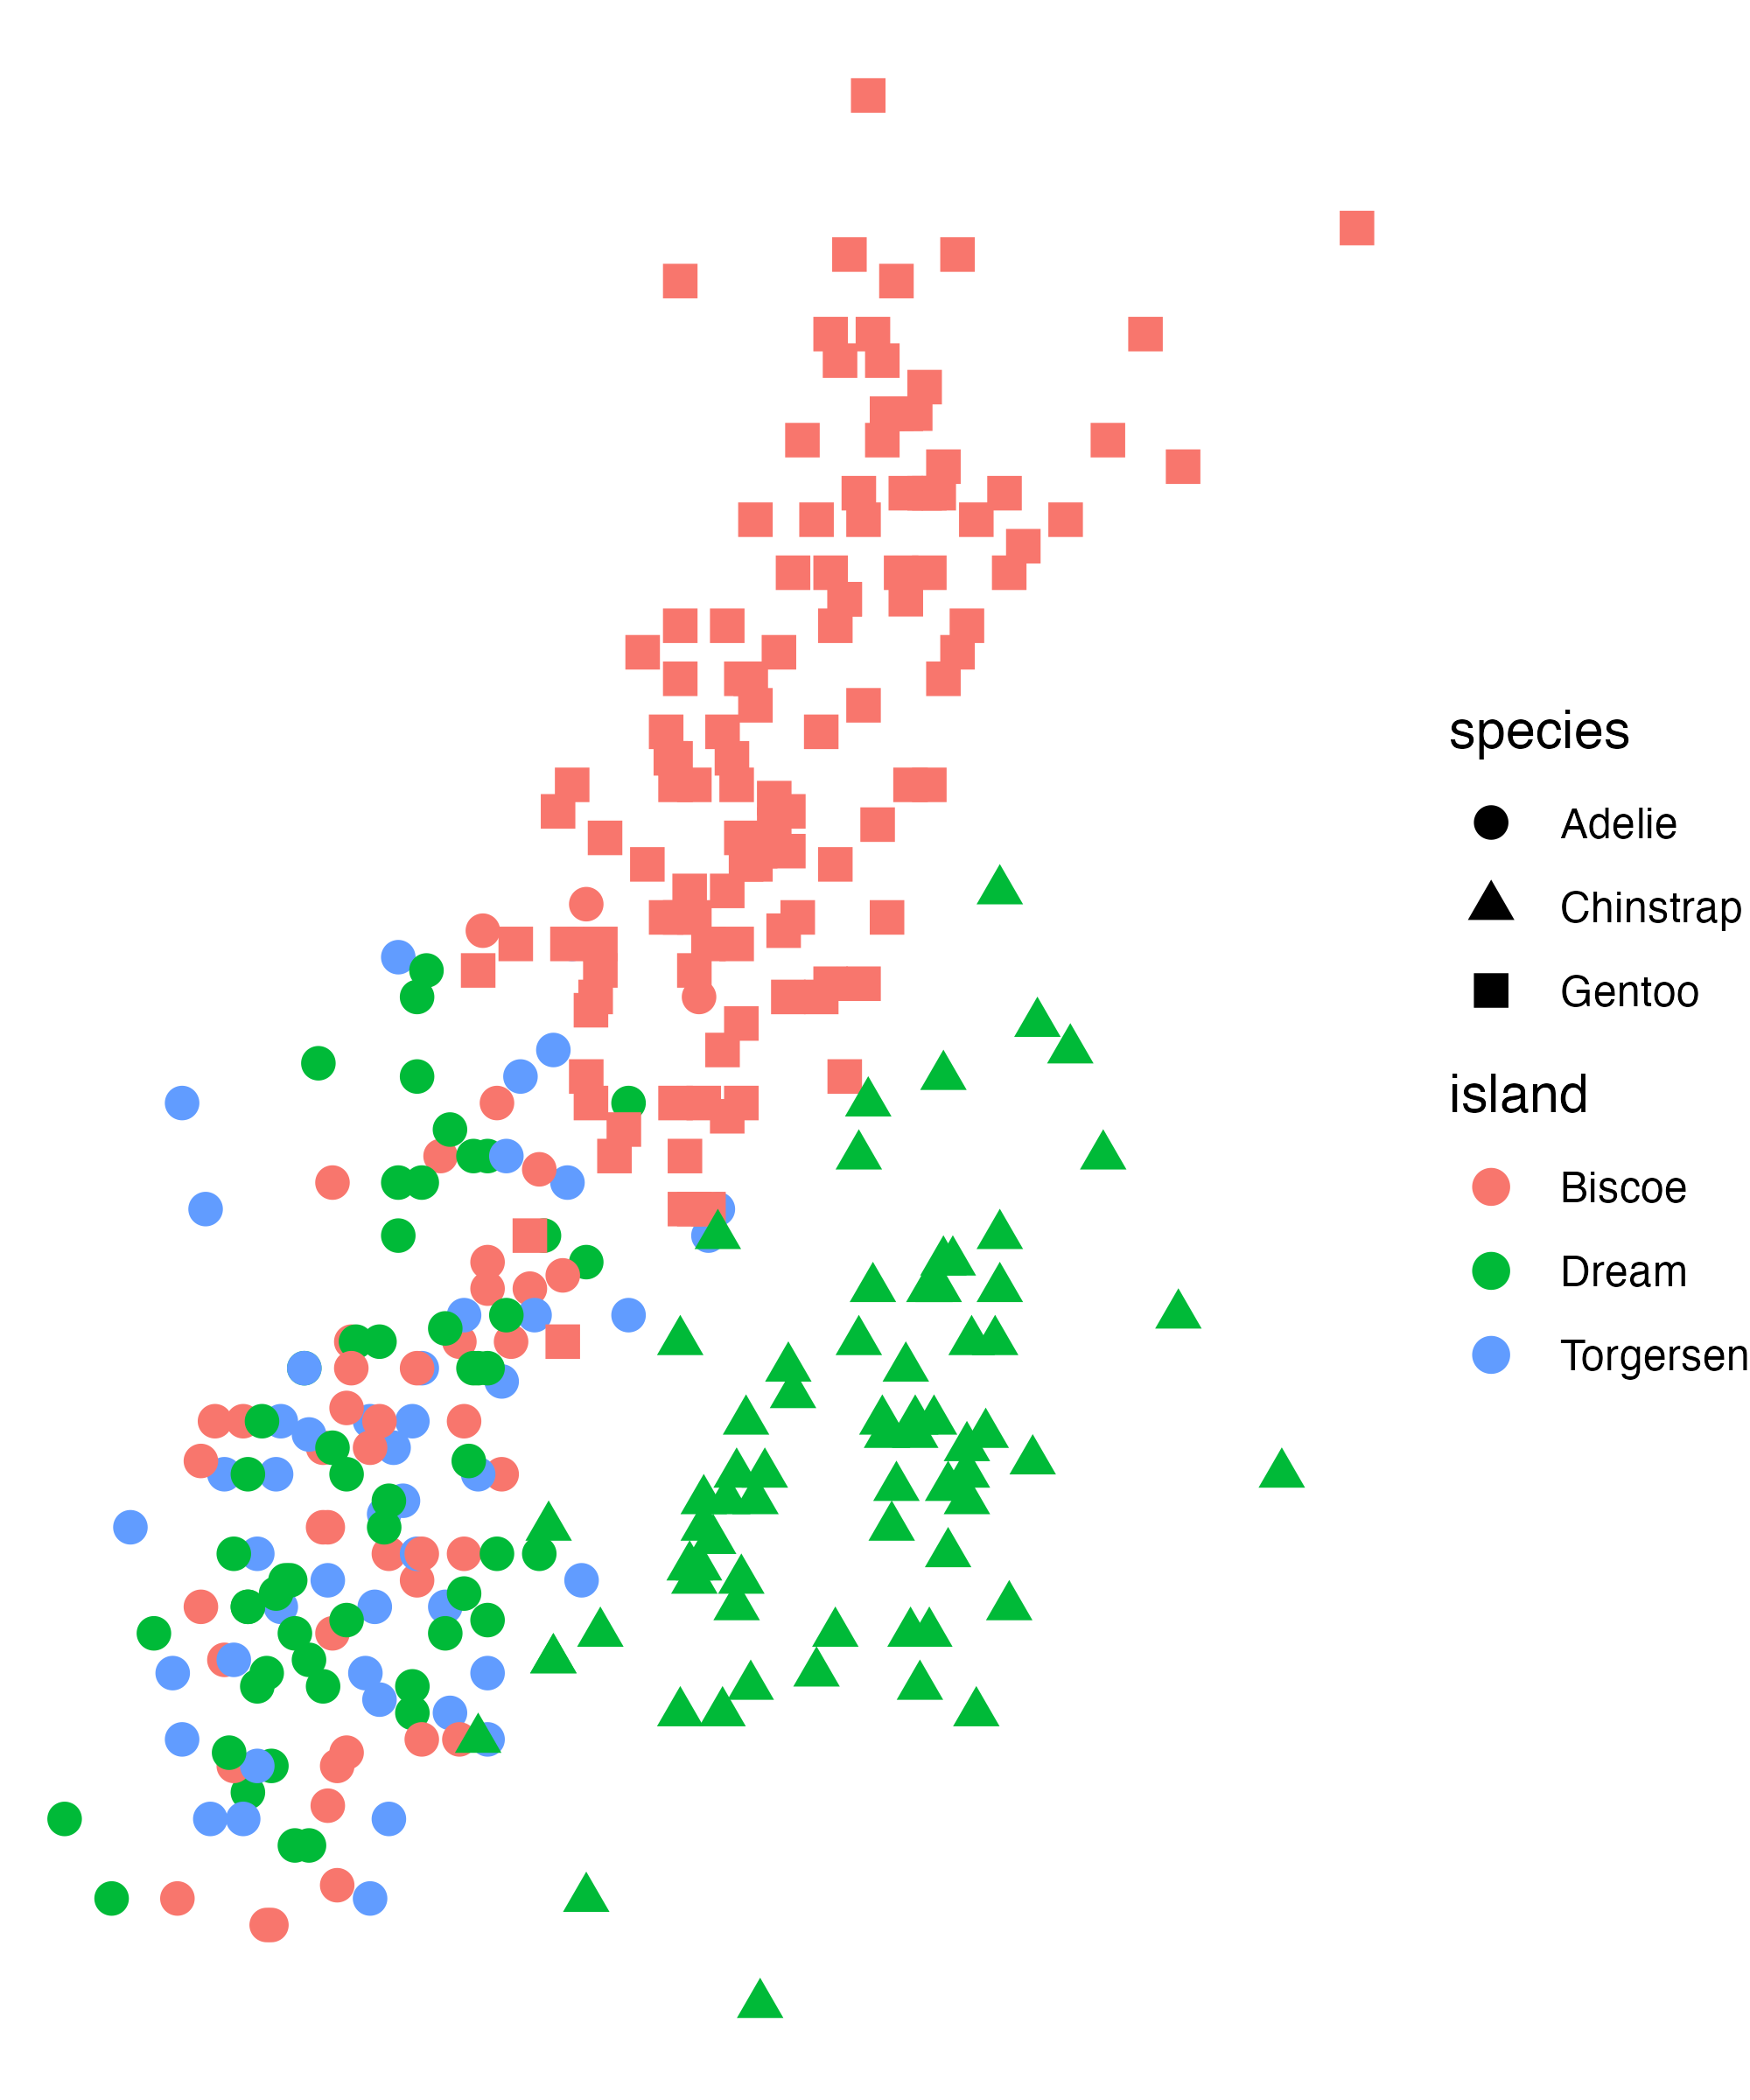 species
Adelie
Chinstrap
Gentoo
island
Biscoe
Dream
Torgersen